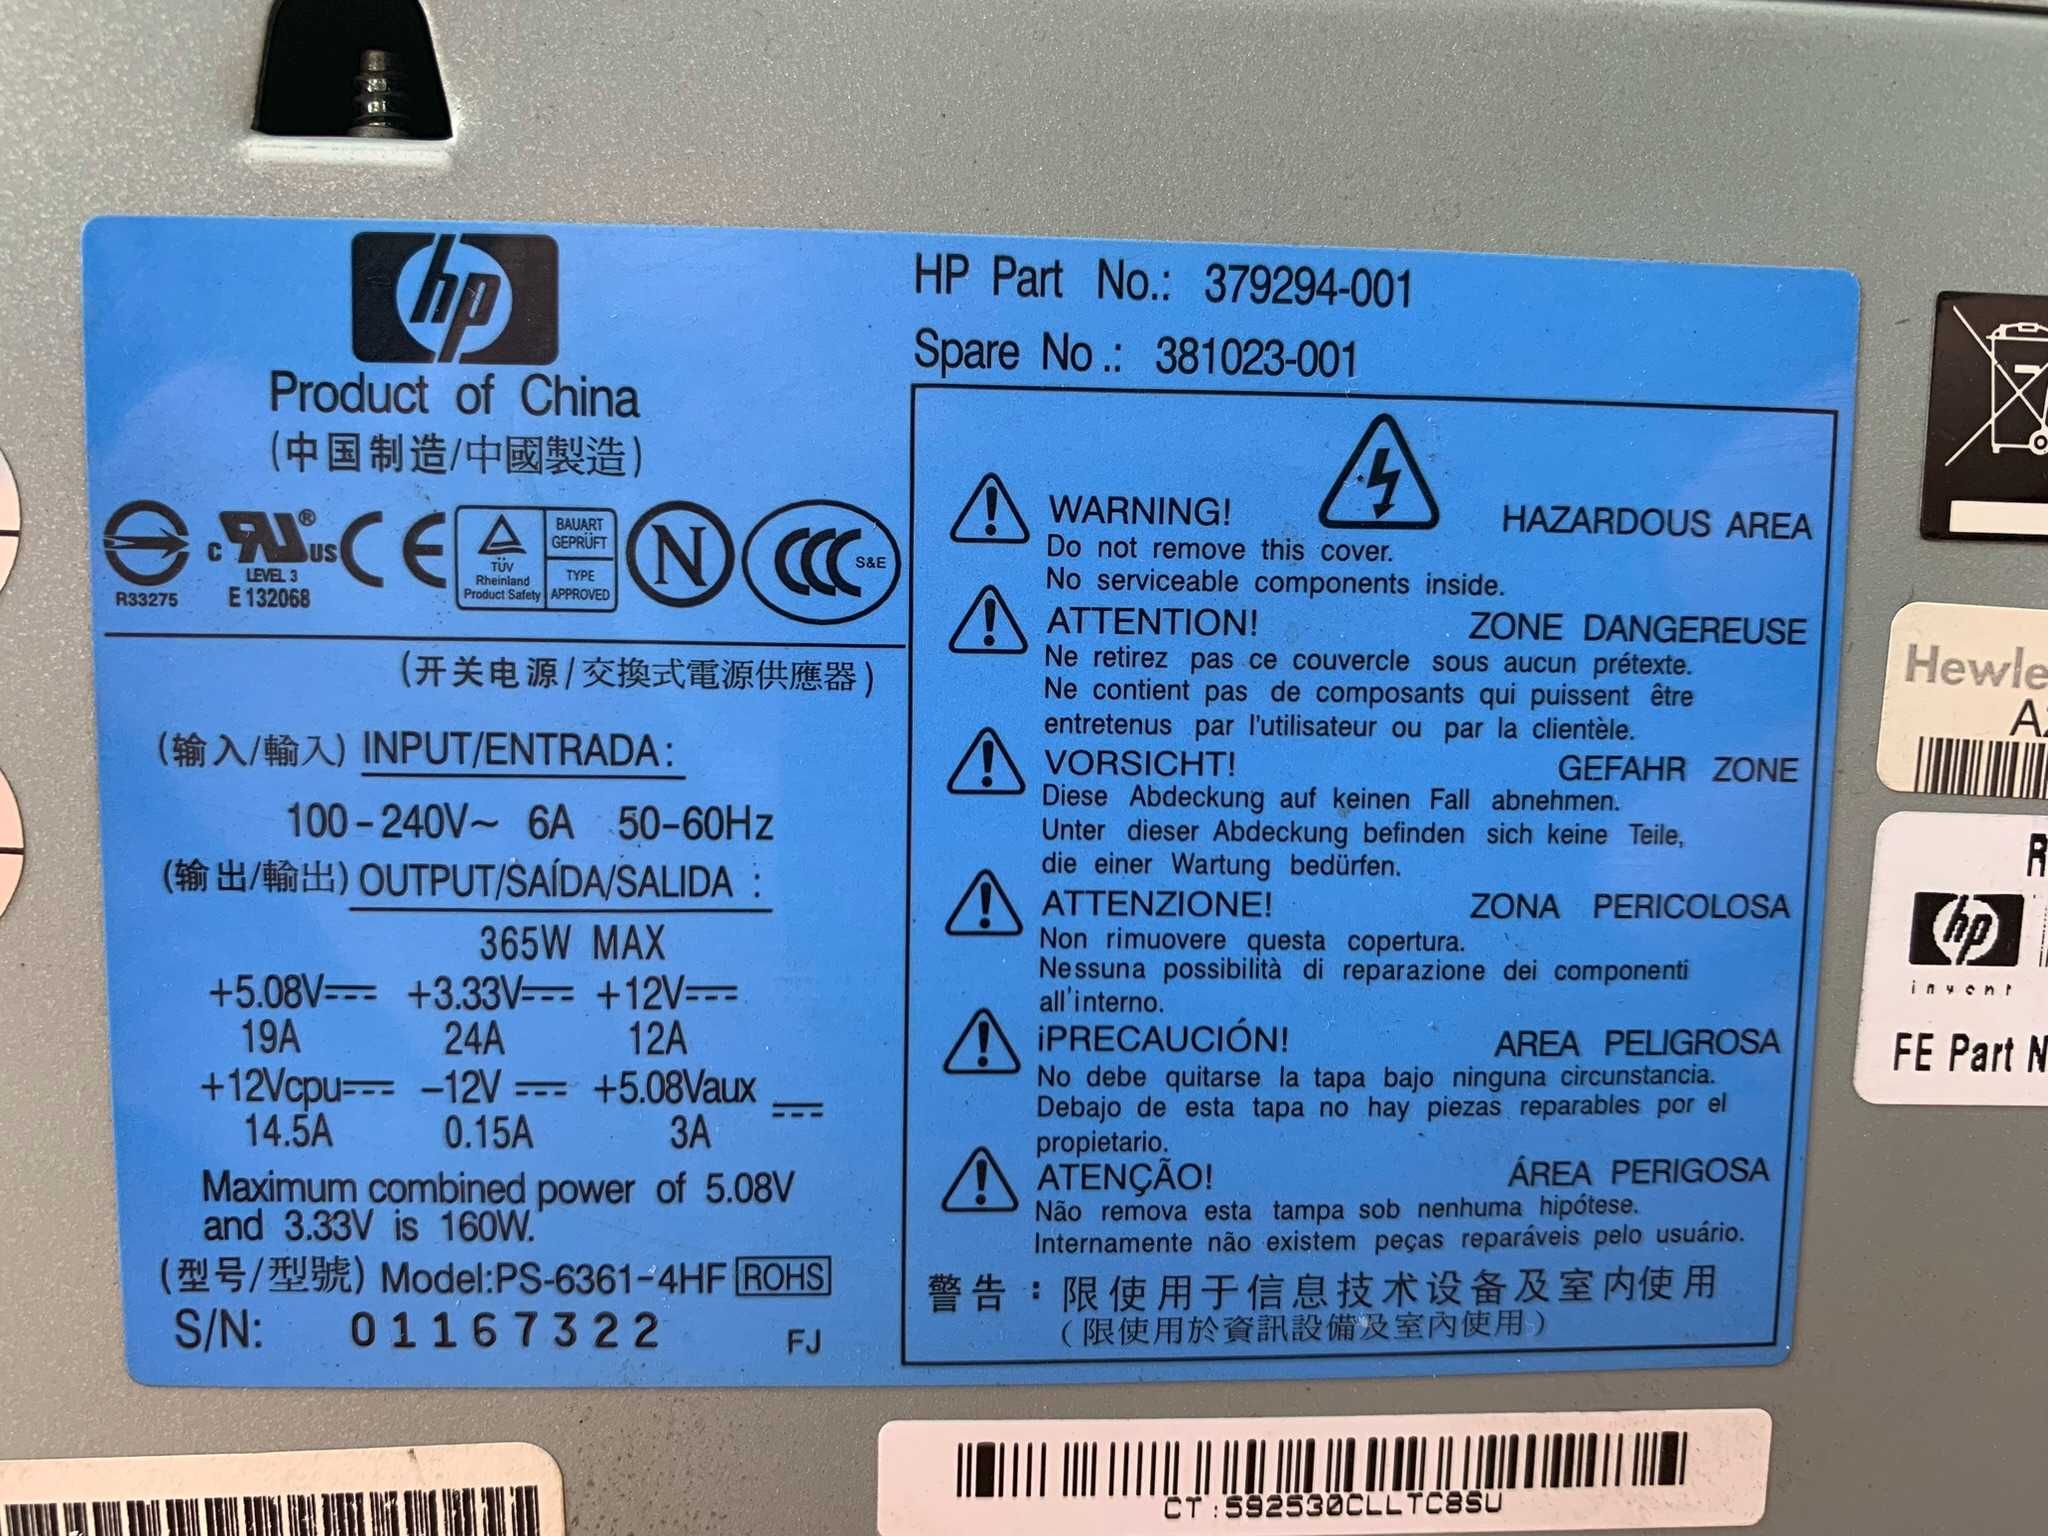 hp
Product of China
(中国制造/中國製造)
R33275
c RU® US
LEVEL 3
E 132068
CE
TÜV
Rheinland
Product Safety
BAUART
GEPRÜFT
TYPE
APPROVED
N
CCC S&E
(开关电源/交換式電源供應器)
(输入/輸入) INPUT/ENTRADA:
100-240V~ 6A 50-60Hz
(输出/輸出) OUTPUT/SAÍDA/SALIDA :
365W MAX
+5.08V +3.33V +12V
19A 24A 12A
+12Vcpu -12V +5.08Vaux
14.5A 0.15A 3A
Maximum combined power of 5.08V
and 3.33V is 160W.
(型号/型號) Model:PS-6361-4HF ROHS
S/N: 01167322 FJ
HP Part No.: 379294-001
Spare No.: 381023-001
WARNING! HAZARDOUS AREA
Do not remove this cover.
No serviceable components inside.
ATTENTION! ZONE DANGEREUSE
Ne retirez pas ce couvercle sous aucun prétexte.
Ne contient pas de composants qui puissent être
entretenus par l'utilisateur ou par la clientèle.
VORSICHT! GEFAHR ZONE
Diese Abdeckung auf keinen Fall abnehmen.
Unter dieser Abdeckung befinden sich keine Teile,
die einer Wartung bedürfen.
ATTENZIONE! ZONA PERICOLOSA
Non rimuovere questa copertura.
Nessuna possibilità di reparazione dei componenti
all'interno.
¡PRECAUCIÓN! AREA PELIGROSA
No debe quitarse la tapa bajo ninguna circunstancia.
Debajo de esta tapa no hay piezas reparables por el
propietario.
ATENÇÃO! ÁREA PERIGOSA
Não remova esta tampa sob nenhuma hipótese.
Internamente não existem peças reparáveis pelo usuário.
警告：限使用于信息技术设备及室内使用
(限使用於資訊設備及室內使用)
CT:592530CLLTC8SU
hp
invent
FE Part